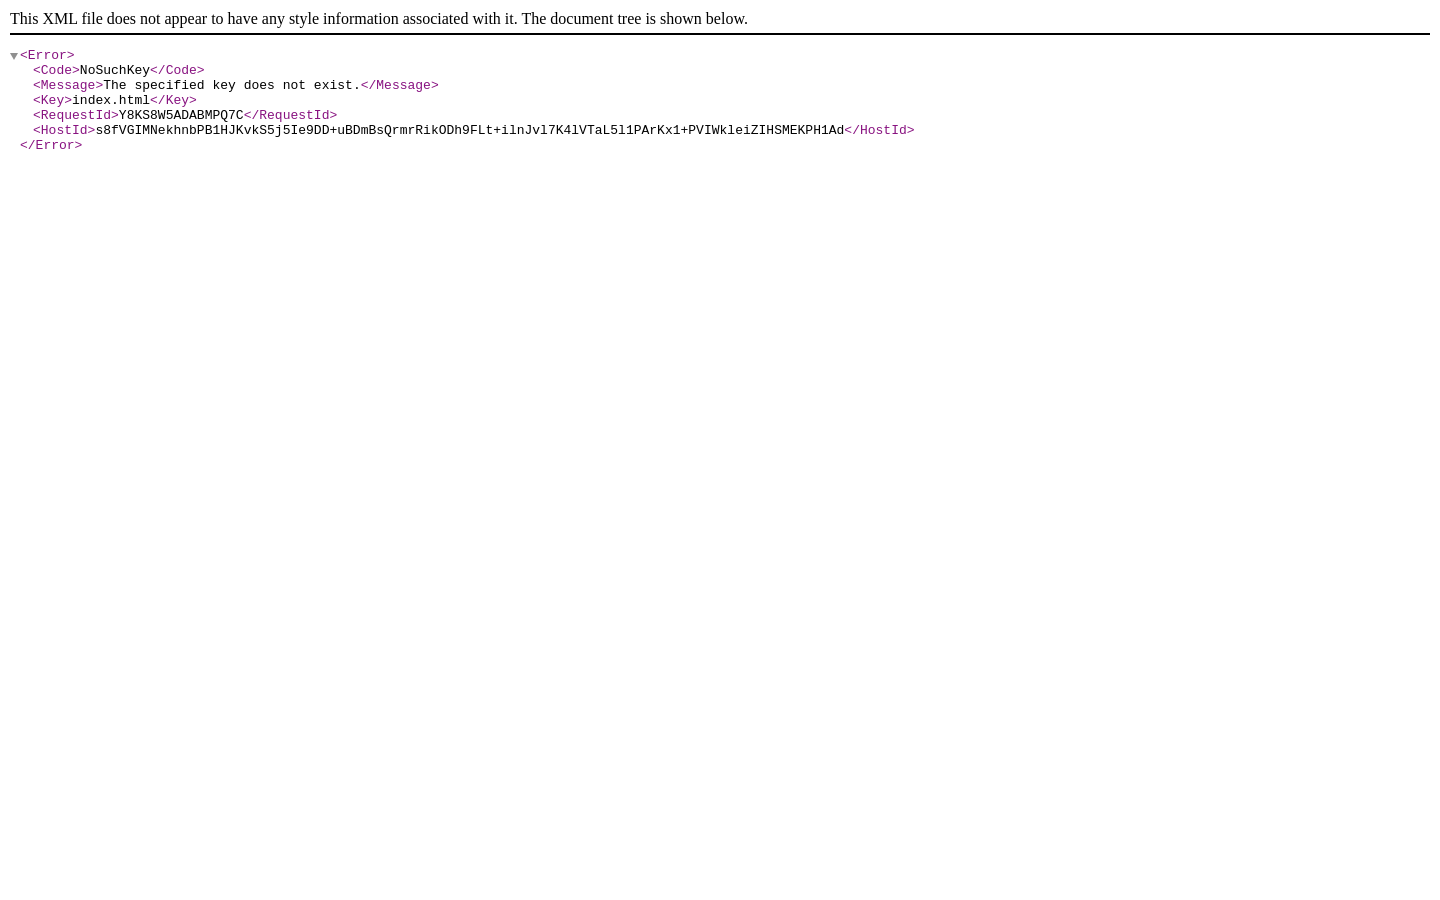 This XML file does not appear to have any style information associated with it. The document tree is shown below.
<Error>
<Code>NoSuchKey</Code>
<Message>The specified key does not exist.</Message>
<Key>index.html</Key>
<RequestId>Y8KS8W5ADABMPQ7C</RequestId>
<HostId>s8fVGIMNekhnbPB1HJKvkS5j5Ie9DD+uBDmBsQrmrRikODh9FLt+ilnJvl7K4lVTaL5l1PArKx1+PVIWkleiZIHSMEKPH1Ad</HostId>
</Error>